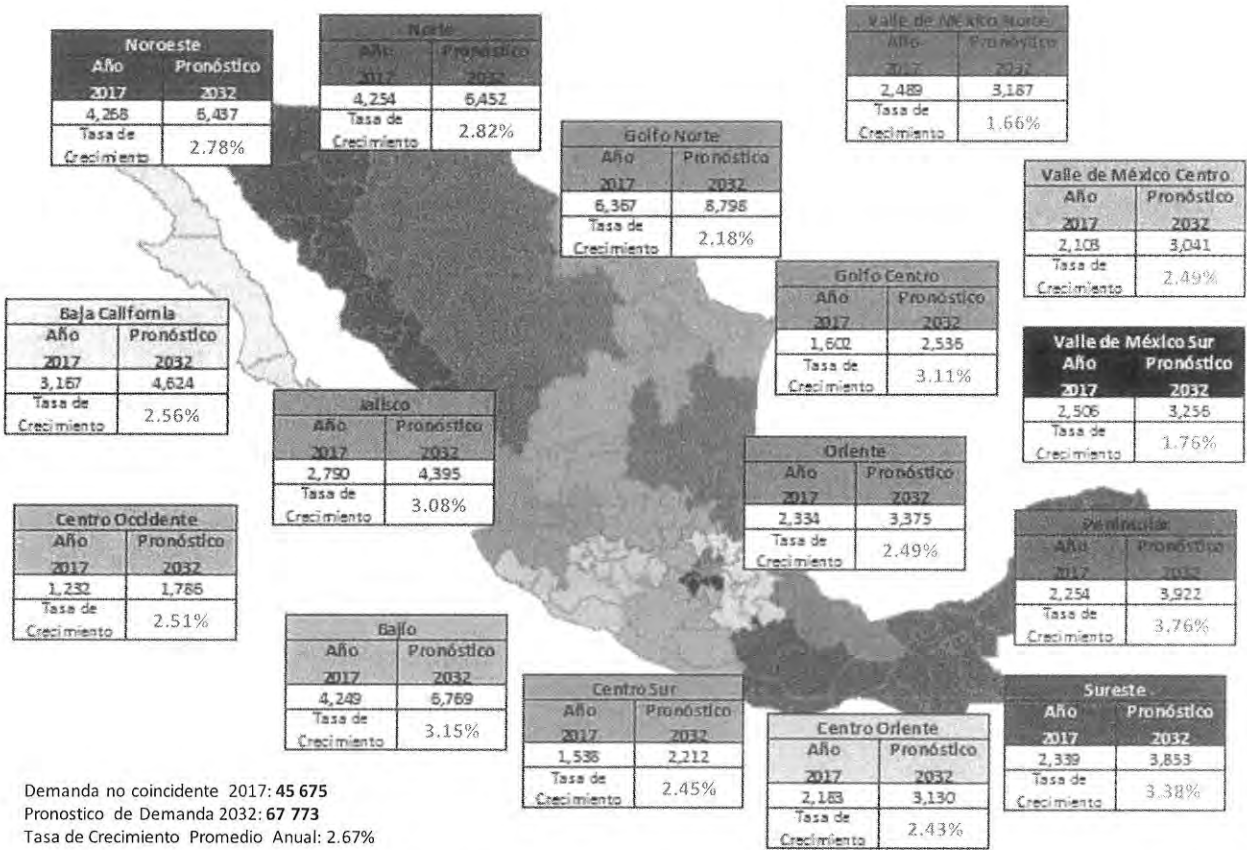 Noroeste
Año Pronóstico
2017 2032
4,268 6,437
Tasa de Crecimiento 2.78%
Norte
Año Pronóstico
2017 2032
4,254 6,452
Tasa de Crecimiento 2.82%
Valle de México Norte
Año Pronóstico
2017 2032
2,489 3,187
Tasa de Crecimiento 1.66%
Golfo Norte
Año Pronóstico
2017 2032
6,367 8,798
Tasa de Crecimiento 2.18%
Valle de México Centro
Año Pronóstico
2017 2032
2,103 3,041
Tasa de Crecimiento 2.49%
Golfo Centro
Año Pronóstico
2017 2032
1,602 2,536
Tasa de Crecimiento 3.11%
Baja California
Año Pronóstico
2017 2032
3,167 4,624
Tasa de Crecimiento 2.56%
Valle de México Sur
Año Pronóstico
2017 2032
2,506 3,256
Tasa de Crecimiento 1.76%
Jalisco
Año Pronóstico
2017 2032
2,790 4,395
Tasa de Crecimiento 3.08%
Oriente
Año Pronóstico
2017 2032
2,334 3,375
Tasa de Crecimiento 2.49%
Centro Occidente
Año Pronóstico
2017 2032
1,232 1,786
Tasa de Crecimiento 2.51%
Peninsular
Año Pronóstico
2017 2032
2,254 3,922
Tasa de Crecimiento 3.76%
Bajío
Año Pronóstico
2017 2032
4,249 6,769
Tasa de Crecimiento 3.15%
Centro Sur
Año Pronóstico
2017 2032
1,538 2,212
Tasa de Crecimiento 2.45%
Centro Oriente
Año Pronóstico
2017 2032
2,183 3,130
Tasa de Crecimiento 2.43%
Sureste
Año Pronóstico
2017 2032
2,339 3,853
Tasa de Crecimiento 3.38%
Demanda no coincidente 2017: 45 675
Pronostico de Demanda 2032: 67 773
Tasa de Crecimiento Promedio Anual: 2.67%